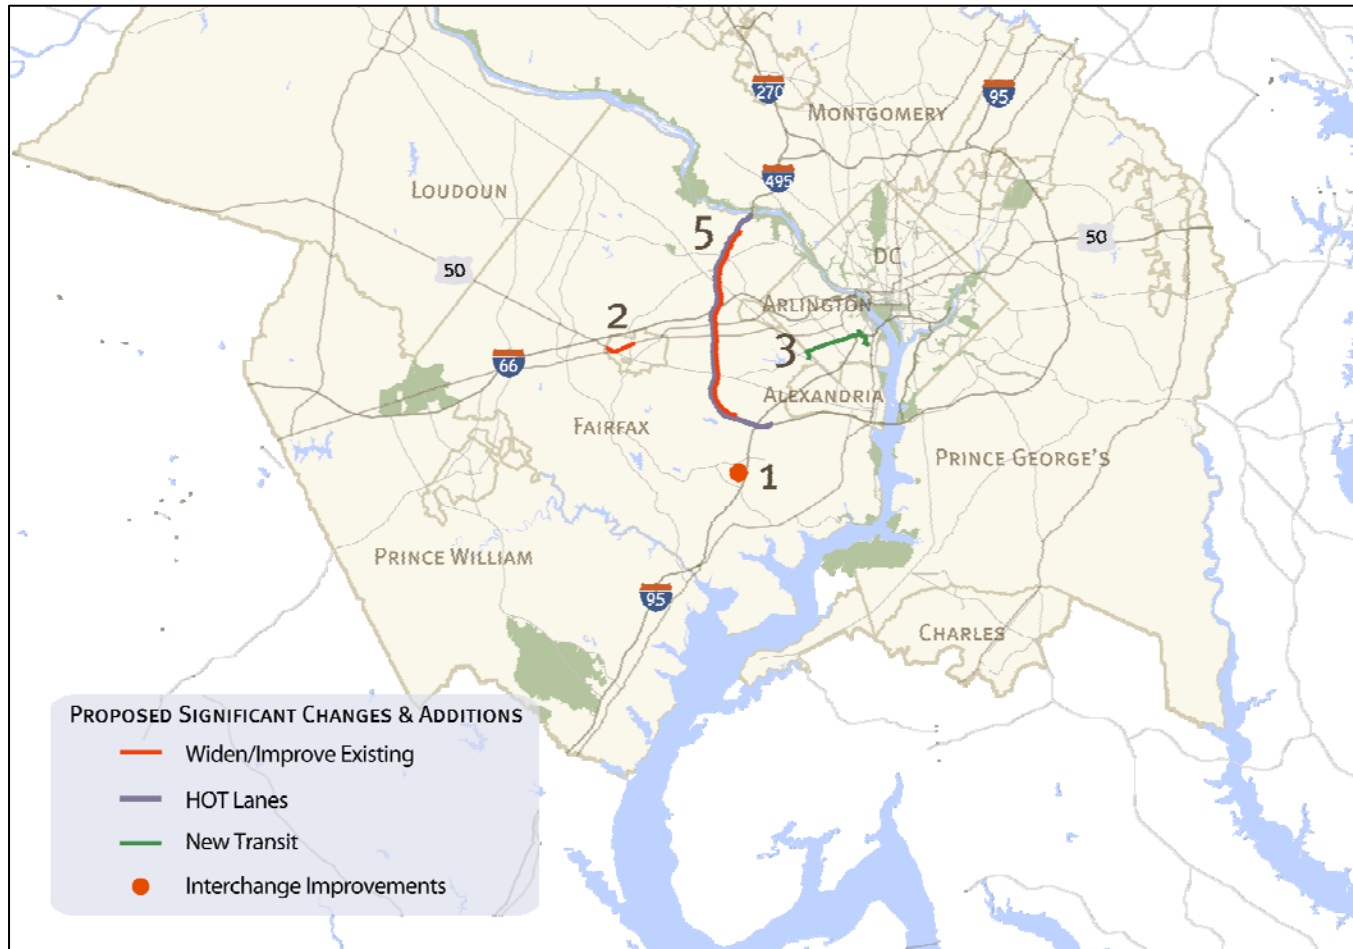 270
95
MONTGOMERY
495
LOUDOUN
5
50
DC
50
2
ARLINGTON
3
66
ALEXANDRIA
FAIRFAX
PRINCE GEORGE'S
1
PRINCE WILLIAM
95
CHARLES
PROPOSED SIGNIFICANT CHANGES & ADDITIONS
Widen/Improve Existing
HOT Lanes
New Transit
Interchange Improvements